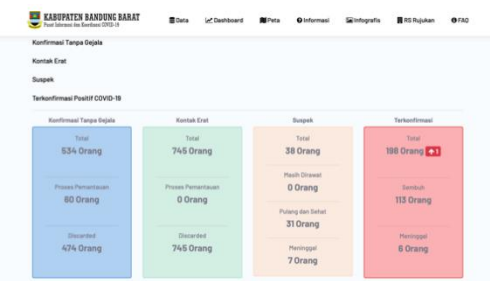 KABUPATEN BANDUNG BARAT
Pusat Informasi dan Koordinasi COVID-19
Data Dashboard Peta Informasi Infografis RS Rujukan FAQ
Konfirmasi Tanpa Gejala
Kontak Erat
Suspek
Terkonfirmasi Positif COVID-19
Konfirmasi Tanpa Gejala
Total
534 Orang
Proses Pemantauan
60 Orang
Discarded
474 Orang
Kontak Erat
Total
745 Orang
Proses Pemantauan
0 Orang
Discarded
745 Orang
Suspek
Total
38 Orang
Masih Dirawat
0 Orang
Pulang dan Sehat
31 Orang
Meninggal
7 Orang
Terkonfirmasi
Total
198 Orang 1
Sembuh
113 Orang
Meninggal
6 Orang